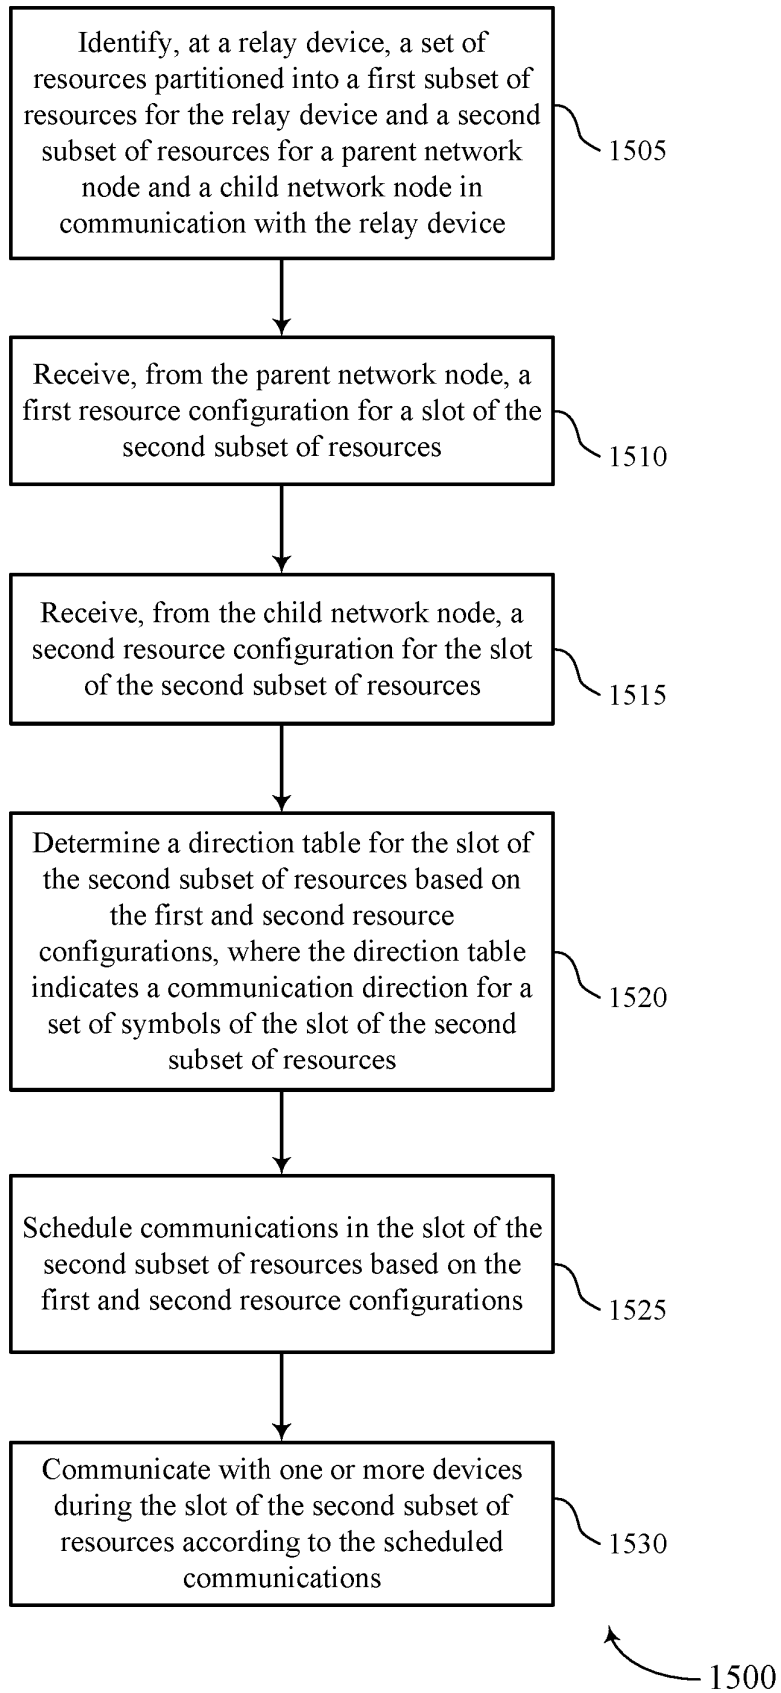 Identify, at a relay device, a set of
resources partitioned into a first subset of
resources for the relay device and a second
subset of resources for a parent network
node and a child network node in
communication with the relay device
1505
Receive, from the parent network node, a
first resource configuration for a slot of the
second subset of resources
1510
Receive, from the child network node, a
second resource configuration for the slot
of the second subset of resources
1515
Determine a direction table for the slot of
the second subset of resources based on
the first and second resource
configurations, where the direction table
indicates a communication direction for a
set of symbols of the slot of the second
subset of resources
1520
Schedule communications in the slot of the
second subset of resources based on the
first and second resource configurations
1525
Communicate with one or more devices
during the slot of the second subset of
resources according to the scheduled
communications
1530
1500